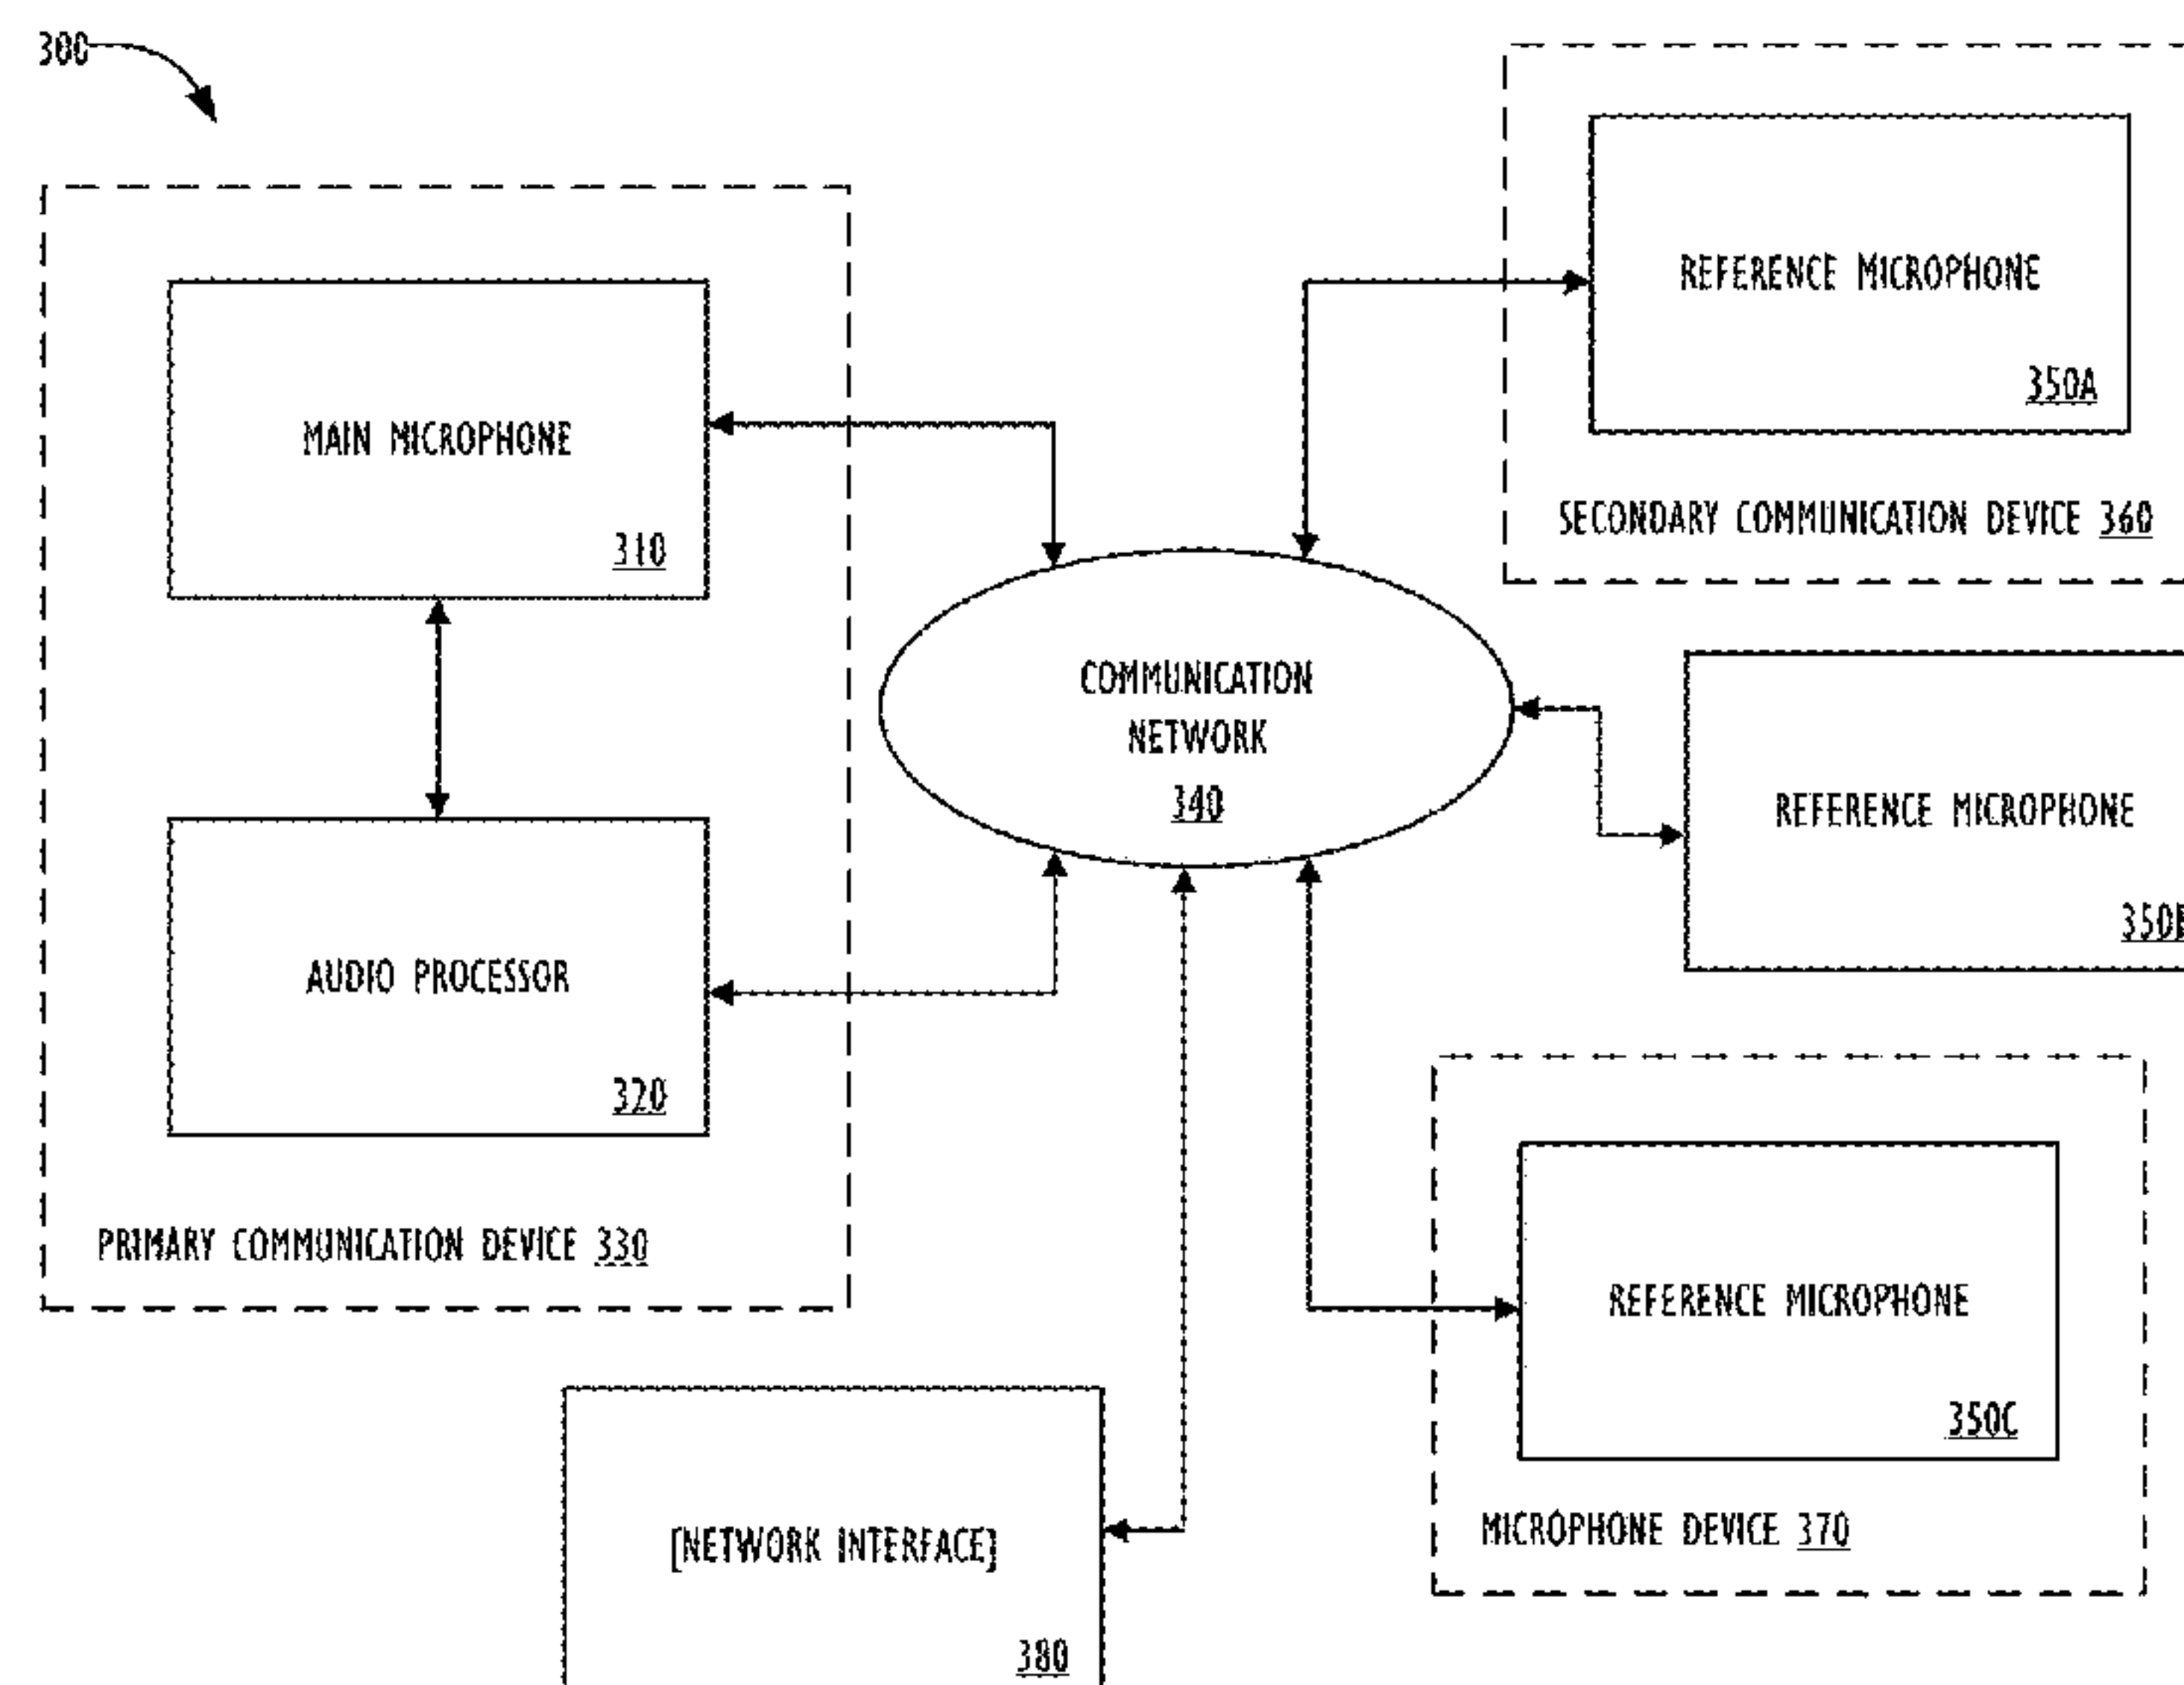 300
REFERENCE MICROPHONE
350A
SECONDARY COMMUNICATION DEVICE 360
MAIN MICROPHONE
310
COMMUNICATION
NETWORK
340
REFERENCE MICROPHONE
AUDIO PROCESSOR
320
PRIMARY COMMUNICATION DEVICE 330
REFERENCE MICROPHONE
350C
MICROPHONE DEVICE 370
[NETWORK INTERFACE]
380